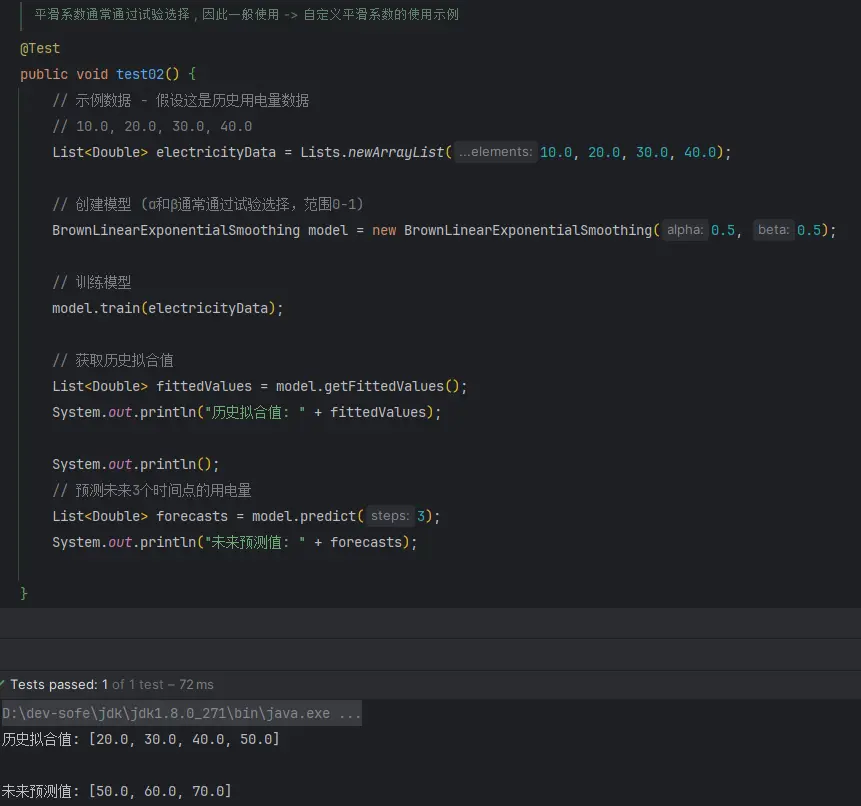 平滑系数通常通过试验选择，因此一般使用 -> 自定义平滑系数的使用示例
@Test
public void test02() {
// 示例数据 - 假设这是历史用电量数据
// 10.0, 20.0, 30.0, 40.0
List<Double> electricityData = Lists.newArrayList( ...elements: 10.0, 20.0, 30.0, 40.0);
// 创建模型 (α和β通常通过试验选择，范围0-1)
BrownLinearExponentialSmoothing model = new BrownLinearExponentialSmoothing( alpha: 0.5, beta: 0.5);
// 训练模型
model.train(electricityData);
// 获取历史拟合值
List<Double> fittedValues = model.getFittedValues();
System.out.println("历史拟合值: " + fittedValues);
System.out.println();
// 预测未来3个时间点的用电量
List<Double> forecasts = model.predict( steps: 3);
System.out.println("未来预测值: " + forecasts);
}
Tests passed: 1 of 1 test – 72 ms
D:\dev-sofe\jdk\jdk1.8.0_271\bin\java.exe ...
历史拟合值: [20.0, 30.0, 40.0, 50.0]
未来预测值: [50.0, 60.0, 70.0]